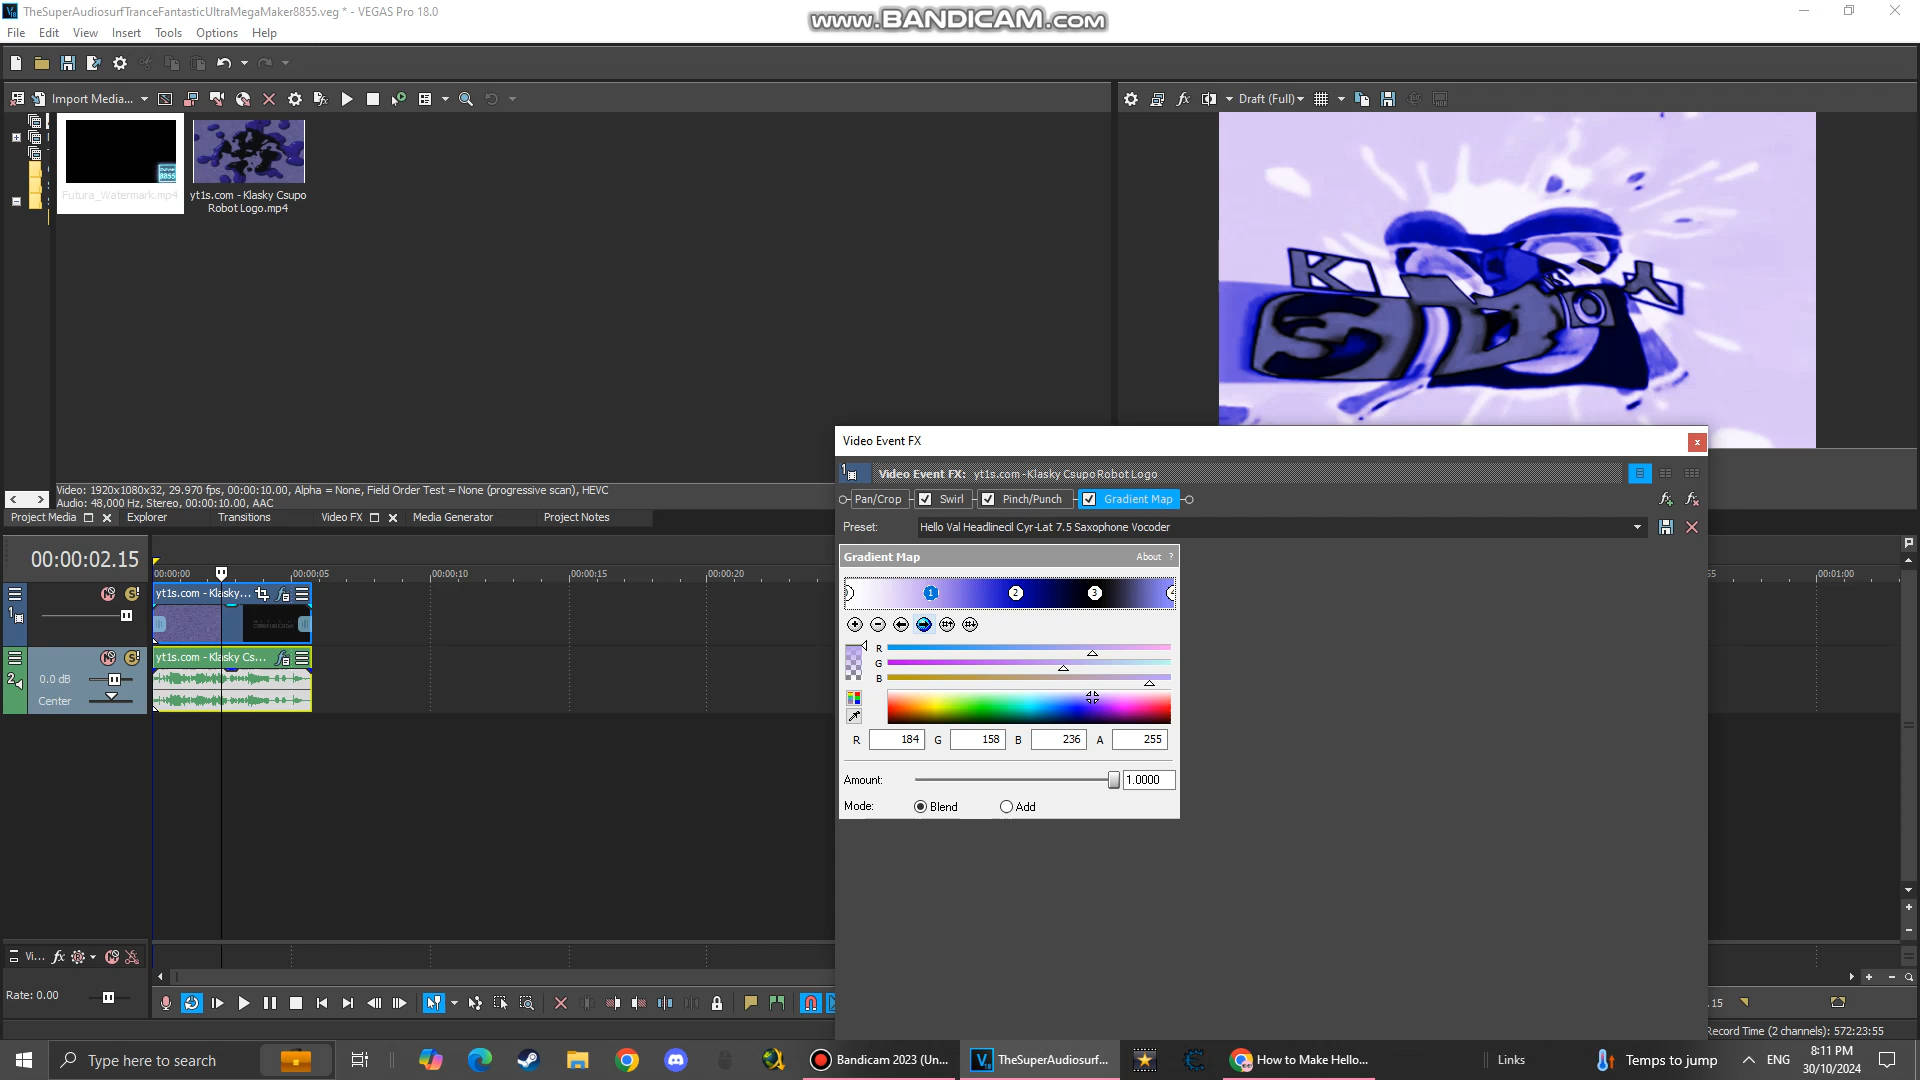 TheSuperAudiosurfTranceFantasticUltraMegaMaker8855.veg * - VEGAS Pro 18.0
www.BANDICAM.com
File Edit View Insert Tools Options Help
Import Media...
Draft (Full)
Futura_Watermark.mp4
yt1s.com - Klasky Csupo
Robot Logo.mp4
K
Video Event FX
Video Event FX: yt1s.com - Klasky Csupo Robot Logo
Pan/Crop Swirl Pinch/Punch Gradient Map
Video: 1920x1080x32, 29.970 fps, 00:00:10.00, Alpha = None, Field Order Test = None (progressive scan), HEVC
Audio: 48,000 Hz, Stereo, 00:00:10.00, AAC
Project Media Explorer Transitions Video FX Media Generator Project Notes
Preset: Hello Val Headlinecil Cyr-Lat 7.5 Saxophone Vocoder
Gradient Map About ?
00:00:02.15
00:00:00 00:00:05 00:00:10 00:00:15 00:00:20 55 00:01:00
1 2 3
yt1s.com - Klasky...
R
G
B
yt1s.com - Klasky Cs...
0.0 dB
Center
R 184 G 158 B 236 A 255
Amount: 1.0000
Mode: Blend Add
Vi...
Rate: 0.00
.15
Record Time (2 channels): 572:23:55
Type here to search
Bandicam 2023 (Un...
TheSuperAudiosurf...
How to Make Hello...
Links
Temps to jump
ENG
8:11 PM
30/10/2024